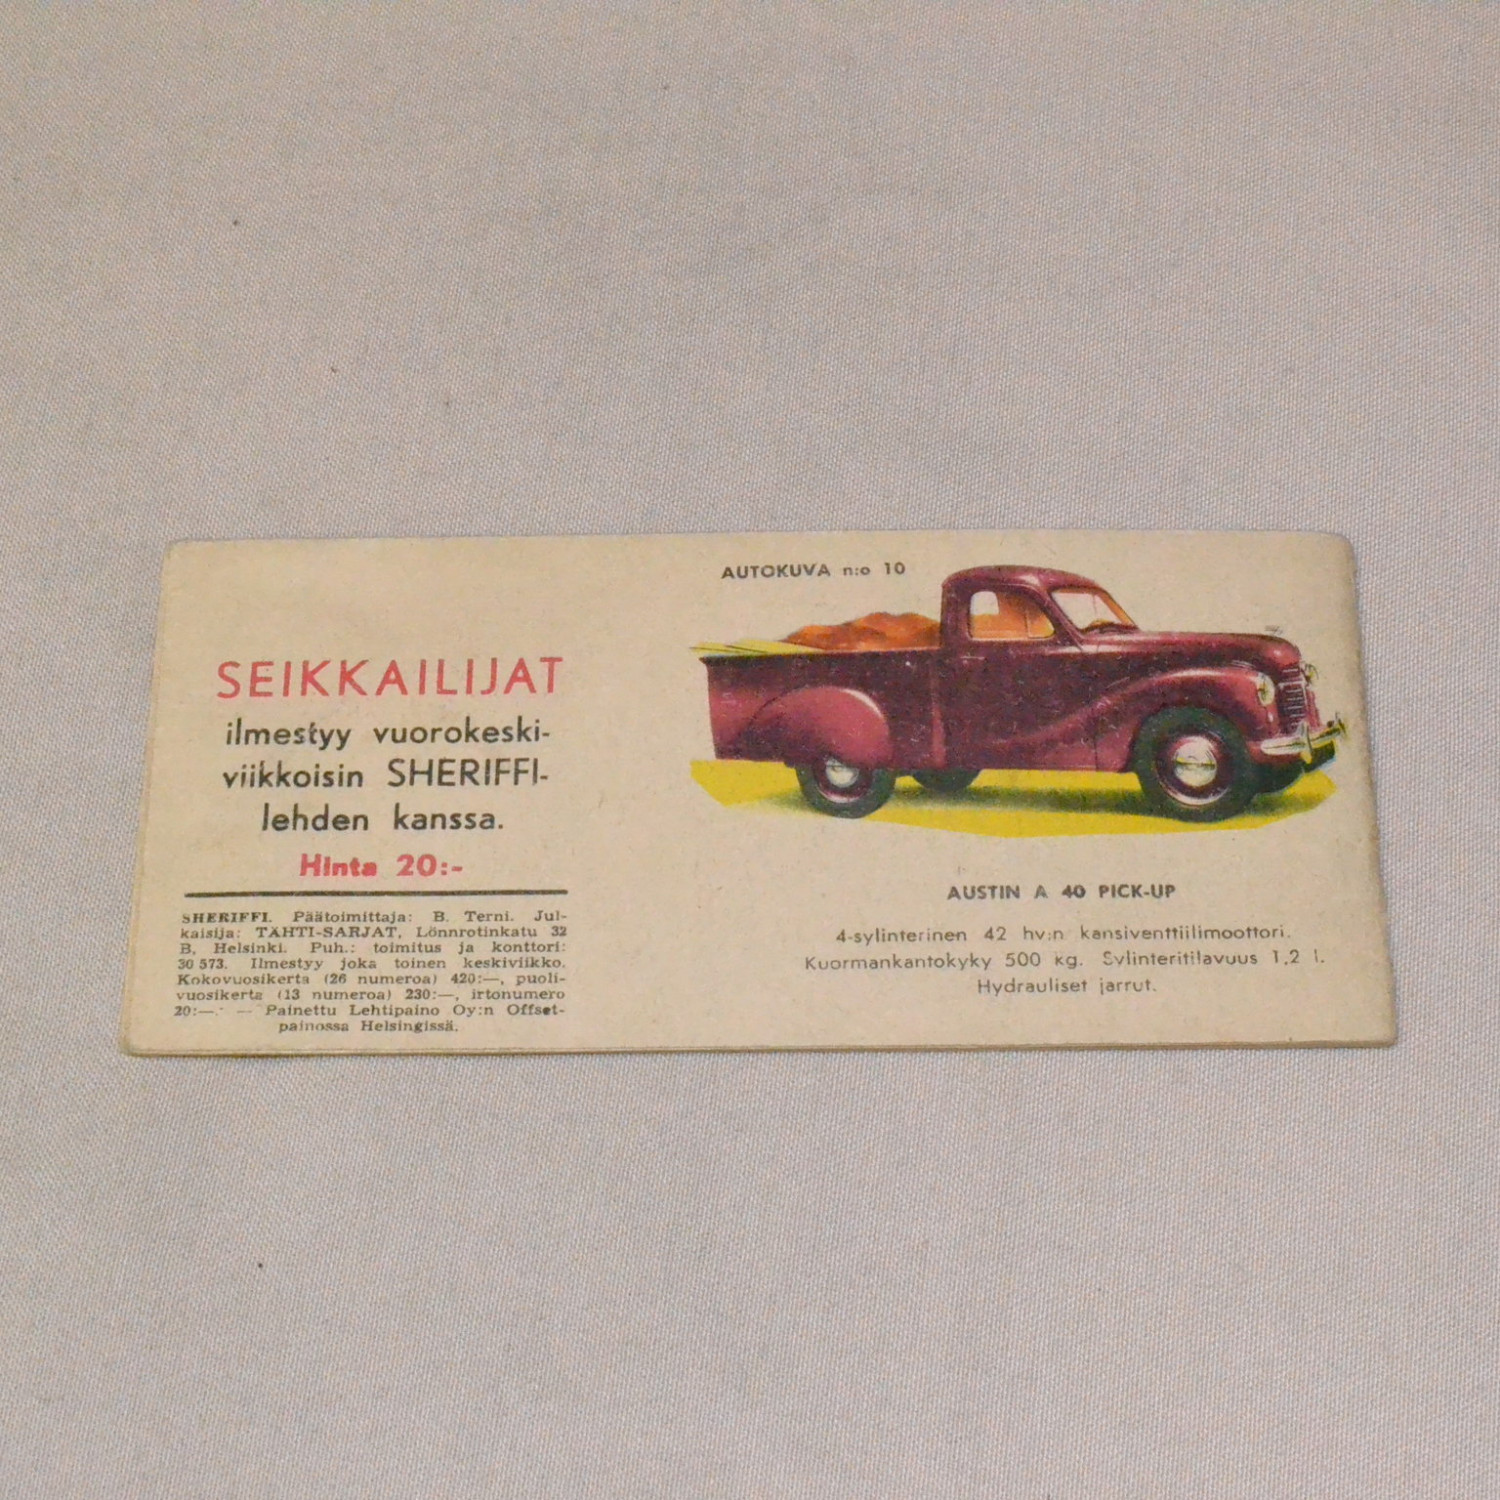 SEIKKAILIJAT
ilmestyy vuorokeski-
viikkoisin SHERIFFI-
lehden kanssa.
Hinta 20:-
SHERIFFI. Päätoimittaja: B. Terni. Jul-
kaisija: TÄHTI-SARJAT, Lönnrotinkatu 32
B, Helsinki. Puh.: toimitus ja konttori:
30 573. Ilmestyy joka toinen keskiviikko.
Kokovuosikerta (26 numeroa) 420:—, puoli-
vuosikerta (13 numeroa) 230:—, irtonumero
20:—. — Painettu Lehtipaino Oy:n Offset-
painossa Helsingissä.
AUTOKUVA n:o 10
AUSTIN A 40 PICK-UP
4-sylinterinen 42 hv:n kansiventtiilimoottori.
Kuormankantokyky 500 kg. Sylinteritilavuus 1,2 l.
Hydrauliset jarrut.